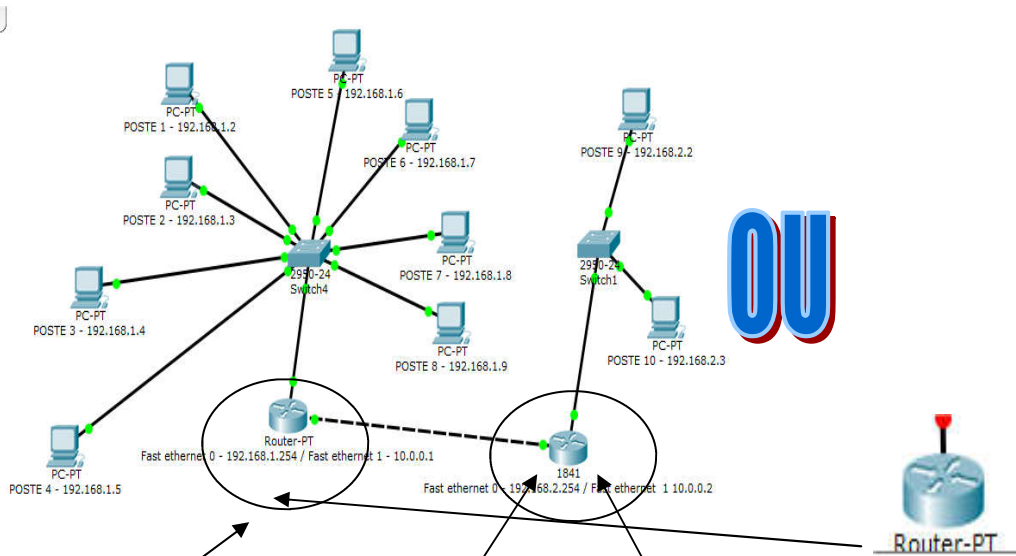 PC-PT
POSTE 5 - 192.168.1.6
PC-PT
POSTE 1 - 192.168.1.2
PC-PT
POSTE 6 - 192.168.1.7
PC-PT
POSTE 9 - 192.168.2.2
PC-PT
POSTE 2 - 192.168.1.3
PC-PT
POSTE 7 - 192.168.1.8
2950-24
Switch4
2950-24
Switch1
OU
PC-PT
POSTE 3 - 192.168.1.4
PC-PT
POSTE 8 - 192.168.1.9
PC-PT
POSTE 10 - 192.168.2.3
Router-PT
Fast ethernet 0 - 192.168.1.254 / Fast ethernet 1 - 10.0.0.1
PC-PT
POSTE 4 - 192.168.1.5
1841
Fast ethernet 0 - 192.168.2.254 / Fast ethernet 1 10.0.0.2
Router-PT